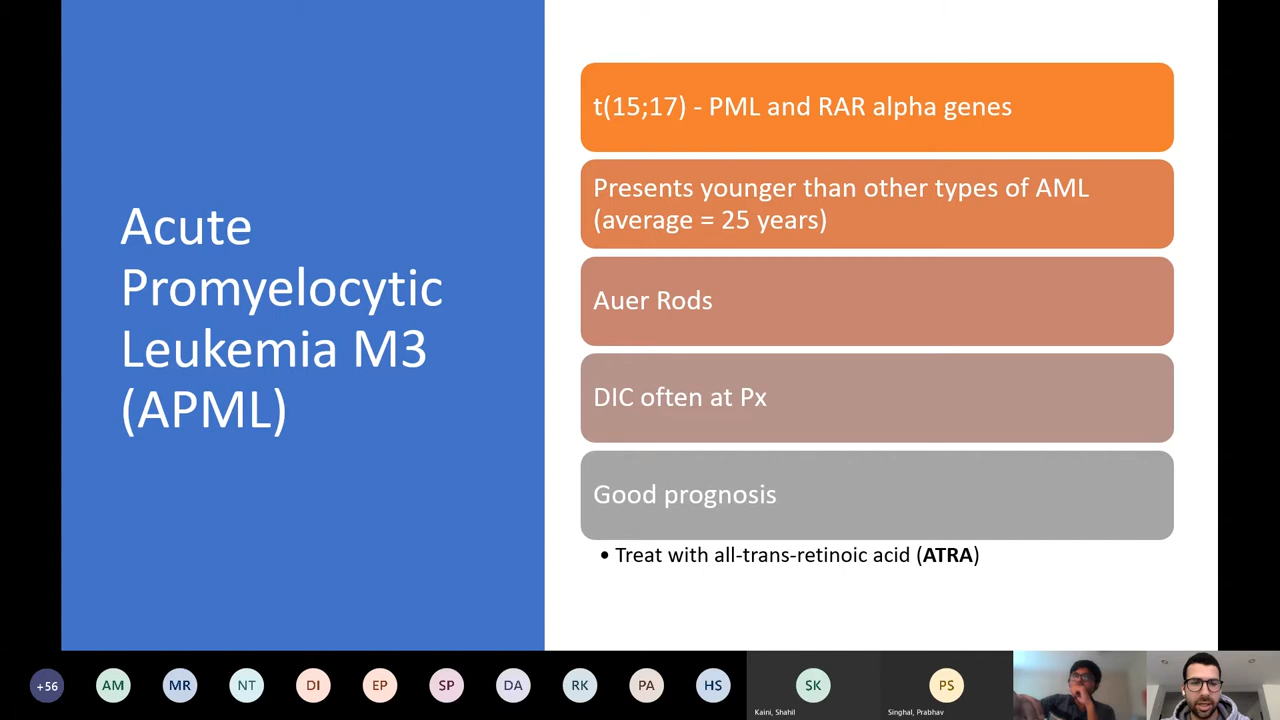 Acute
Promyelocytic
Leukemia M3
(APML)
t(15;17) - PML and RAR alpha genes
Presents younger than other types of AML
(average = 25 years)
Auer Rods
DIC often at Px
Good prognosis
• Treat with all-trans-retinoic acid (ATRA)
+56
AM
MR
NT
DI
EP
SP
DA
RK
PA
HS
SK
Kaini, Shahil
PS
Singhal, Prabhav